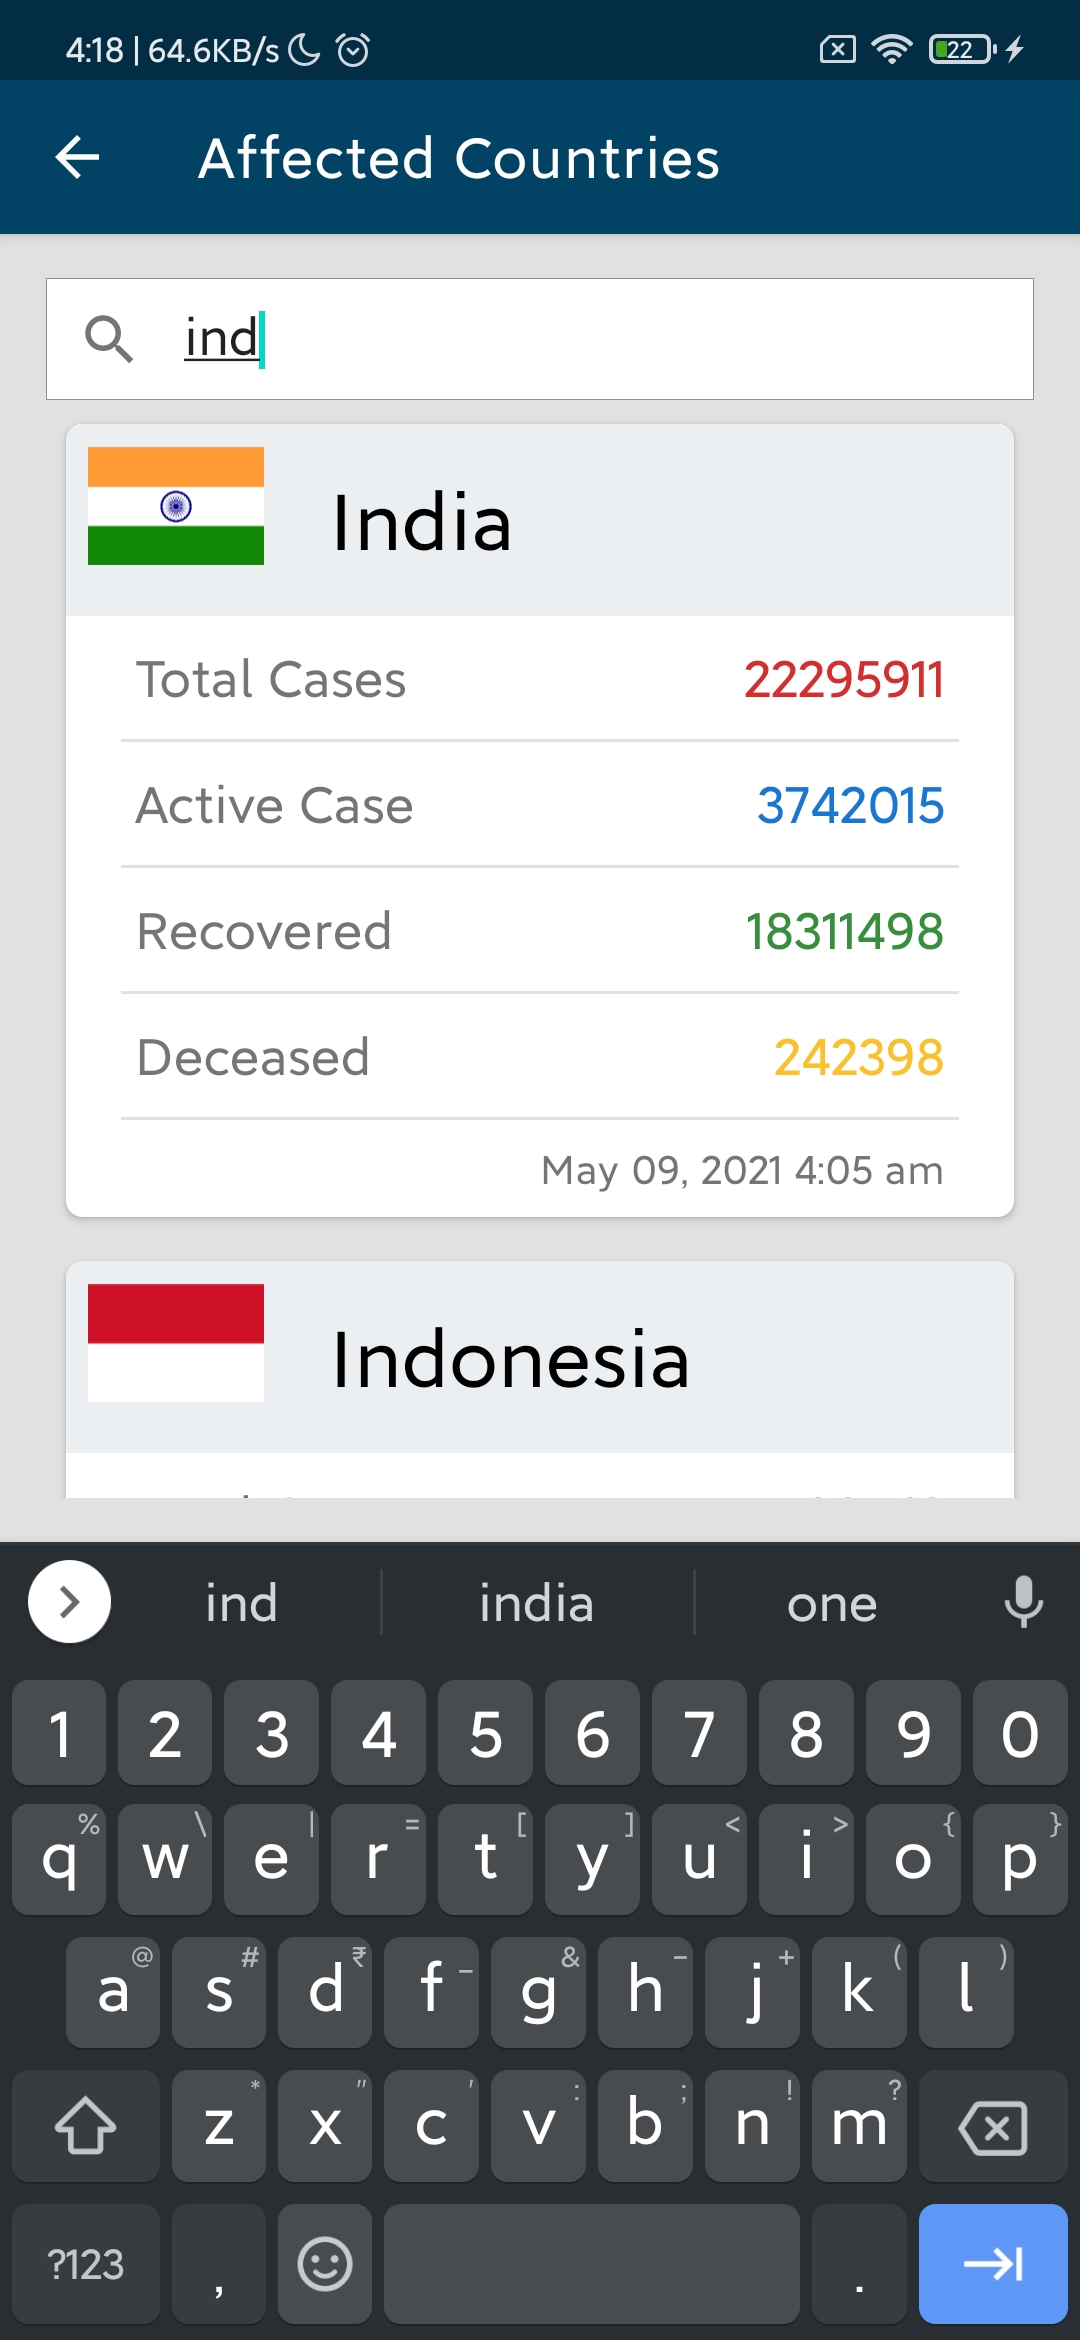 4:18 | 64.6KB/s 22
Affected Countries
ind
India
Total Cases 22295911
Active Case 3742015
Recovered 18311498
Deceased 242398
May 09, 2021 4:05 am
Indonesia
ind india one
1 2 3 4 5 6 7 8 9 0
% \ | = [ ] < > { }
q w e r t y u i o p
@ # ₹ _ & - + ( )
a s d f g h j k l
* " ' : ; ! ?
z x c v b n m
?123 , .